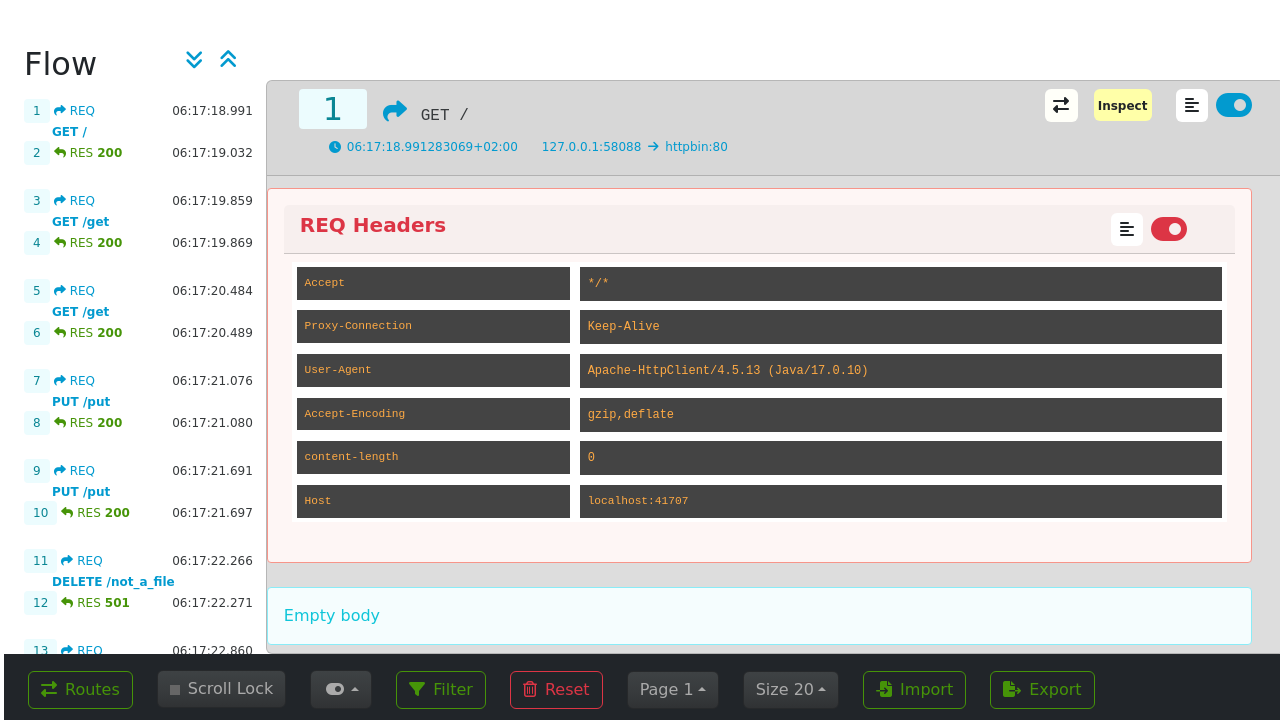 Flow
1 REQ 06:17:18.991
GET /
2 RES 200 06:17:19.032
3 REQ 06:17:19.859
GET /get
4 RES 200 06:17:19.869
5 REQ 06:17:20.484
GET /get
6 RES 200 06:17:20.489
7 REQ 06:17:21.076
PUT /put
8 RES 200 06:17:21.080
9 REQ 06:17:21.691
PUT /put
10 RES 200 06:17:21.697
11 REQ 06:17:22.266
DELETE /not_a_file
12 RES 501 06:17:22.271
13 REQ 06:17:22.860
1 GET / Inspect
06:17:18.991283069+02:00 127.0.0.1:58088 httpbin:80
REQ Headers
Accept */*
Proxy-Connection Keep-Alive
User-Agent Apache-HttpClient/4.5.13 (Java/17.0.10)
Accept-Encoding gzip,deflate
content-length 0
Host localhost:41707
Empty body
Routes Scroll Lock Filter Reset Page 1 Size 20 Import Export